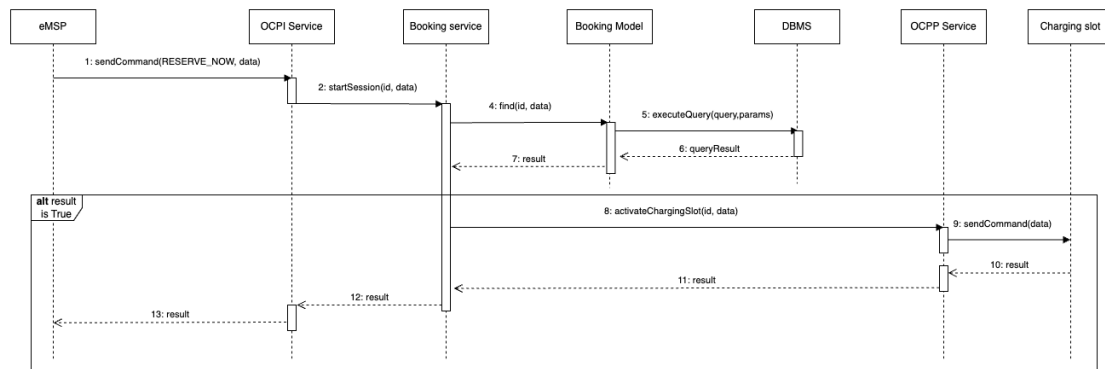 eMSP
OCPI Service
Booking service
Booking Model
DBMS
OCPP Service
Charging slot
1: sendCommand(RESERVE_NOW, data)
2: startSession(id, data)
4: find(id, data)
5: executeQuery(query,params)
6: queryResult
7: result
alt result
is True
8: activateChargingSlot(id, data)
9: sendCommand(data)
10: result
11: result
12: result
13: result